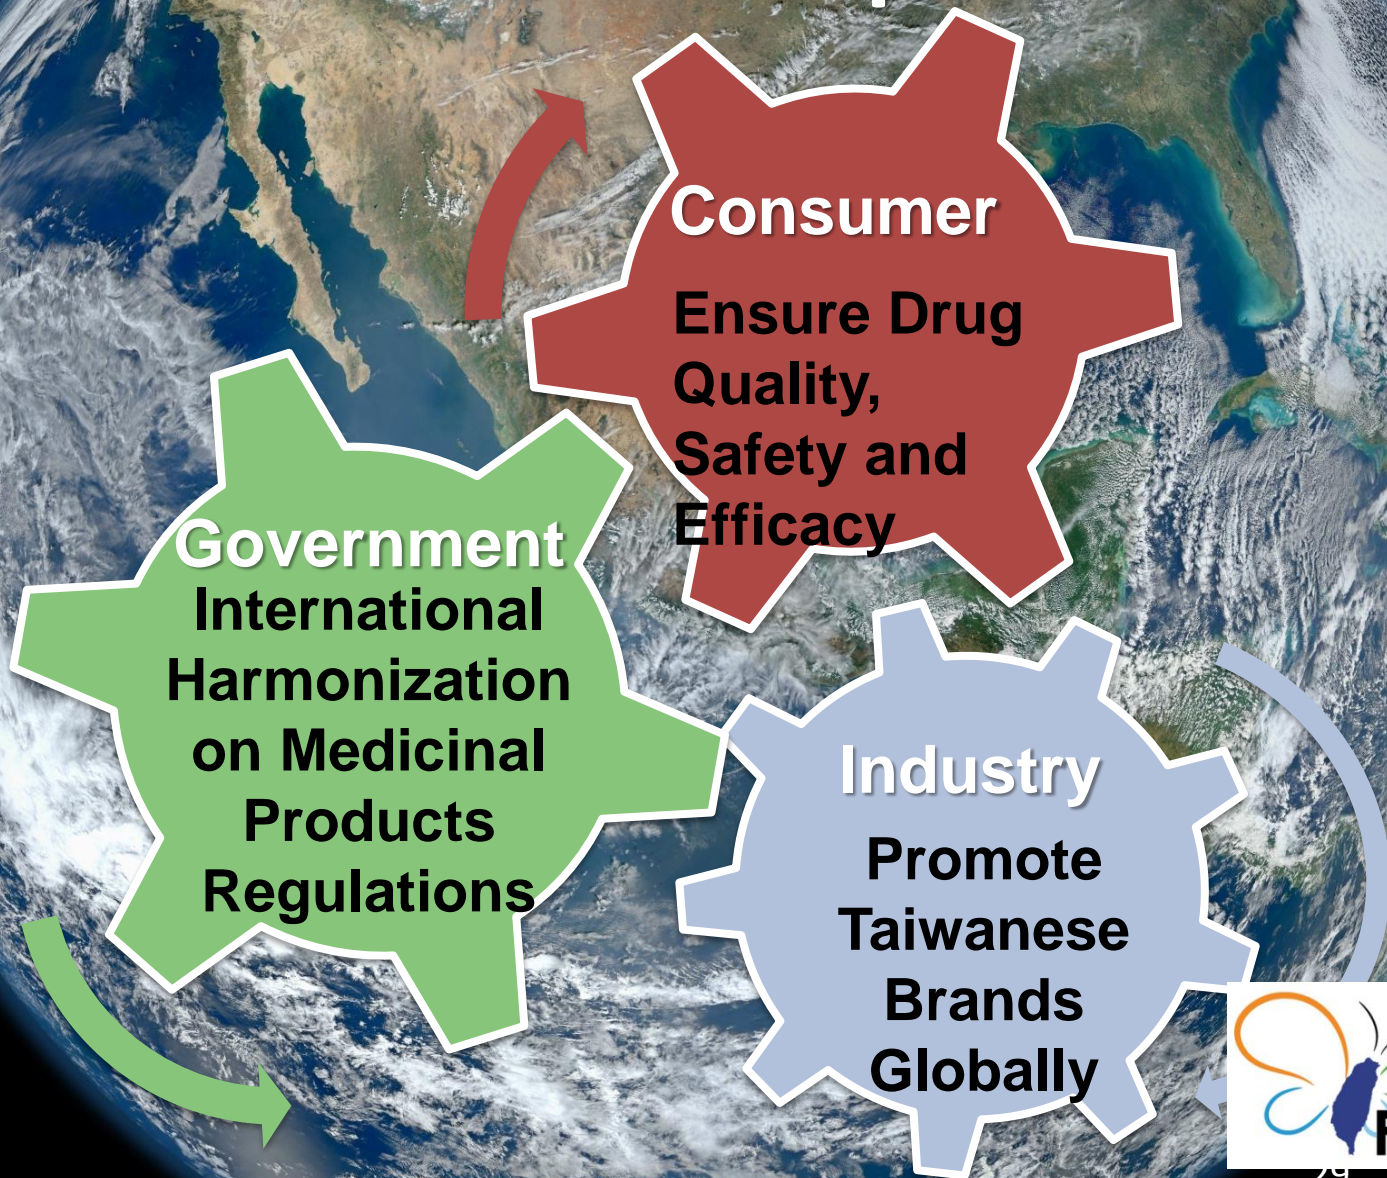 Consumer
Ensure Drug
Quality,
Safety and
Efficacy
Government
International
Harmonization
on Medicinal
Products
Regulations
Industry
Promote
Taiwanese
Brands
Globally